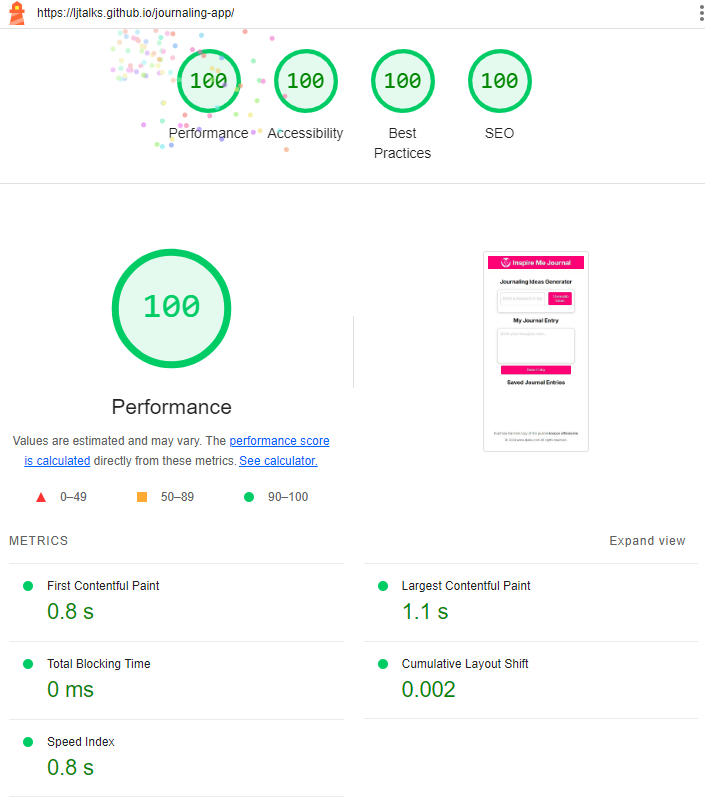 https://ljtalks.github.io/journaling-app/
100 100 100 100
Performance Accessibility Best Practices SEO
100
Performance
Values are estimated and may vary. The performance score
is calculated directly from these metrics. See calculator.
0–49 50–89 90–100
Inspire Me Journal
Journaling Ideas Generator
My Journal Entry
Saved Journal Entries
METRICS
Expand view
First Contentful Paint
0.8 s
Largest Contentful Paint
1.1 s
Total Blocking Time
0 ms
Cumulative Layout Shift
0.002
Speed Index
0.8 s